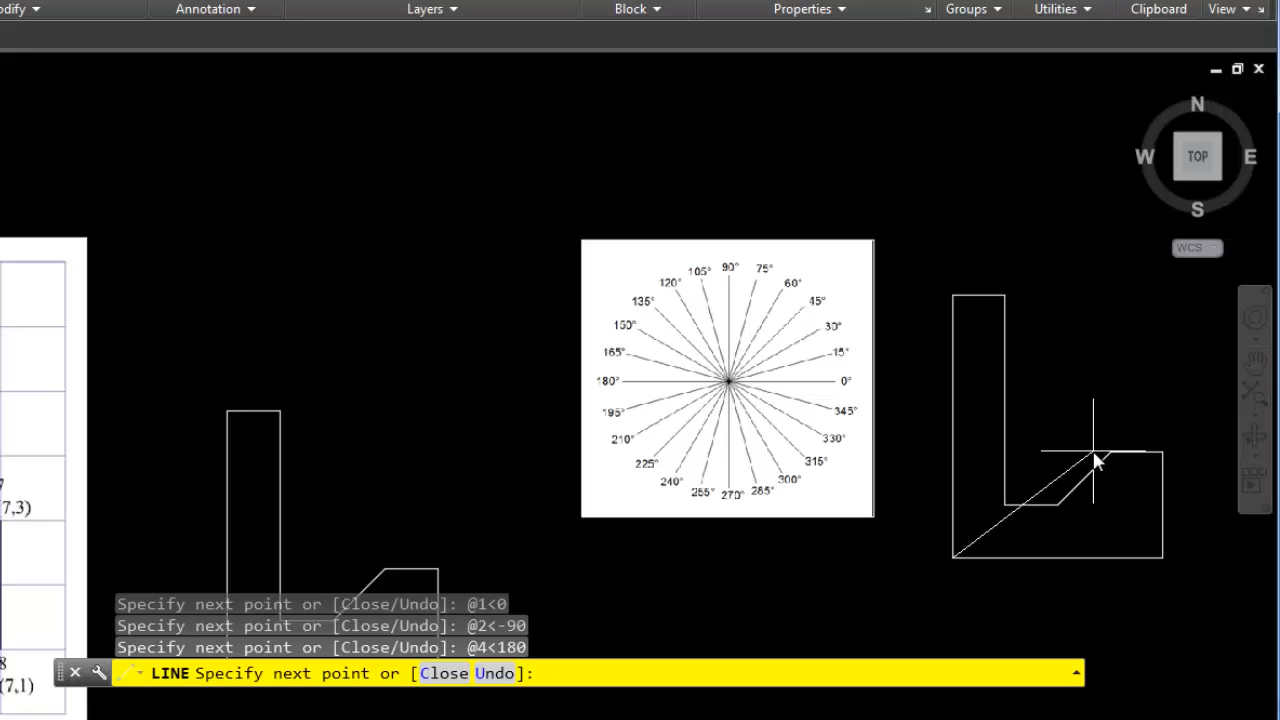 odify Annotation Layers Block Properties Groups Utilities Clipboard View
N
W TOP E
S
WCS
105° 90° 75°
120° 60°
135° 45°
150° 30°
165° 15°
180° 0°
195° 345°
210° 330°
225° 315°
240° 300°
255° 270° 285°
7
(7,3)
8
(7,1)
Specify next point or [Close/Undo]: @1<0
Specify next point or [Close/Undo]: @2<-90
Specify next point or [Close/Undo]: @4<180
LINE Specify next point or [Close Undo]: